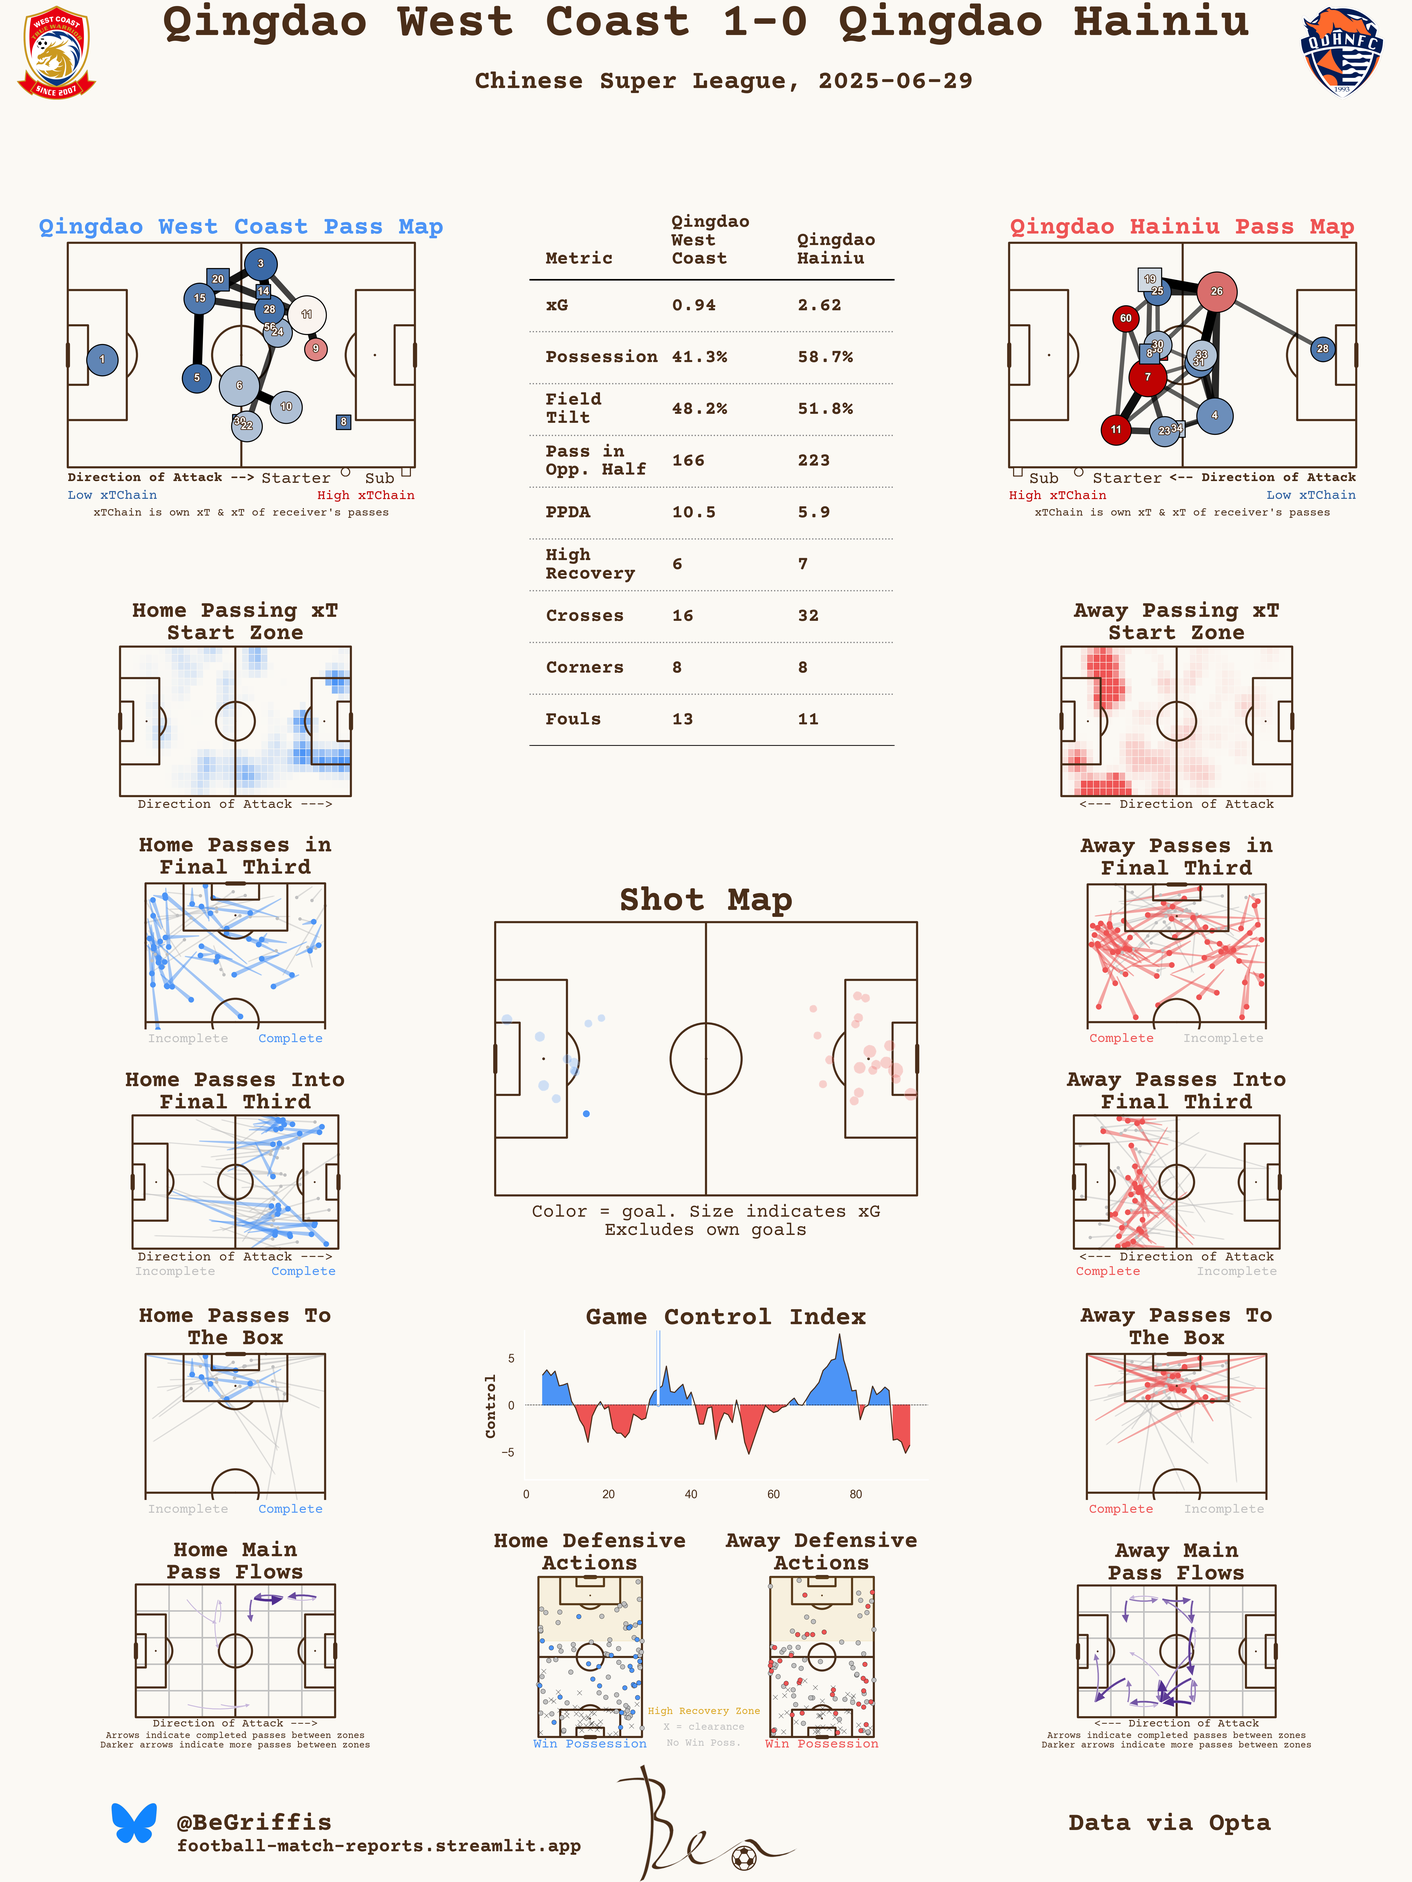 Qingdao West Coast 1-0 Qingdao Hainiu
Chinese Super League, 2025-06-29
WEST COAST
TRUE WARRIOR
SINCE 2007
QDHNFC
1993
Qingdao West Coast Pass Map
3
20
14
15
28
11
56
24
9
1
5
6
10
30
22
8
Direction of Attack --> Starter Sub
Low xTChain High xTChain
xTChain is own xT & xT of receiver's passes
Metric Qingdao West Coast Qingdao Hainiu
xG 0.94 2.62
Possession 41.3% 58.7%
Field Tilt 48.2% 51.8%
Pass in Opp. Half 166 223
PPDA 10.5 5.9
High Recovery 6 7
Crosses 16 32
Corners 8 8
Fouls 13 11
Qingdao Hainiu Pass Map
19
25
26
60
30
8
33
31
28
7
4
11
23
34
Sub Starter <-- Direction of Attack
High xTChain Low xTChain
xTChain is own xT & xT of receiver's passes
Home Passing xT
Start Zone
Direction of Attack --->
Away Passing xT
Start Zone
<--- Direction of Attack
Home Passes in
Final Third
Incomplete Complete
Away Passes in
Final Third
Complete Incomplete
Shot Map
Color = goal. Size indicates xG
Excludes own goals
Home Passes Into
Final Third
Direction of Attack --->
Incomplete Complete
Away Passes Into
Final Third
<--- Direction of Attack
Complete Incomplete
Home Passes To
The Box
Incomplete Complete
Game Control Index
Control
5
0
−5
0 20 40 60 80
Away Passes To
The Box
Complete Incomplete
Home Main
Pass Flows
Direction of Attack --->
Arrows indicate completed passes between zones
Darker arrows indicate more passes between zones
Home Defensive
Actions
Win Possession
High Recovery Zone
X = clearance
No Win Poss.
Away Defensive
Actions
Win Possession
Away Main
Pass Flows
<--- Direction of Attack
Arrows indicate completed passes between zones
Darker arrows indicate more passes between zones
@BeGriffis
football-match-reports.streamlit.app
Ben
Data via Opta